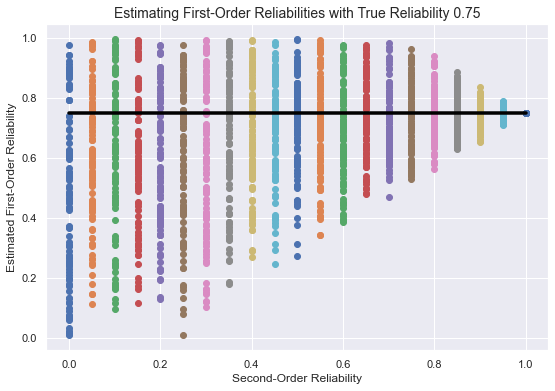 Estimating First-Order Reliabilities with True Reliability 0.75
Estimated First-Order Reliability
1.0
0.8
0.6
0.4
0.2
0.0
0.0 0.2 0.4 0.6 0.8 1.0
Second-Order Reliability